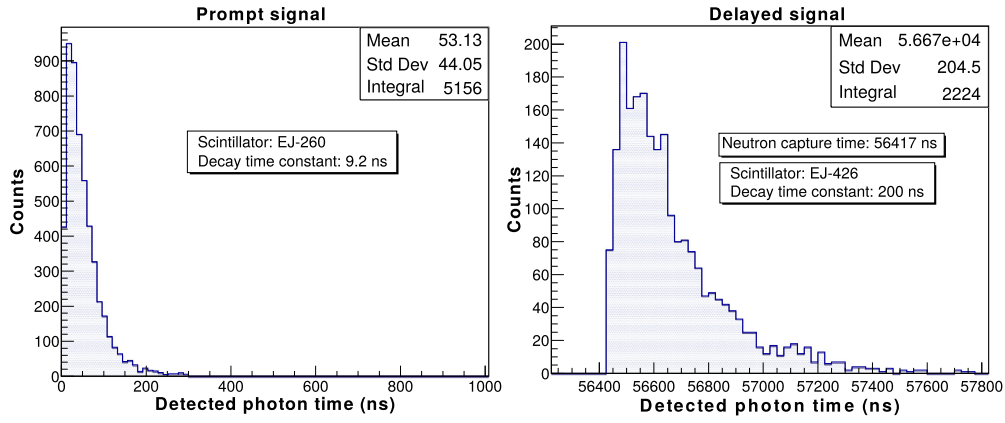 Prompt signal
Mean 53.13
Std Dev 44.05
Integral 5156
Scintillator: EJ-260
Decay time constant: 9.2 ns
Counts
0
100
200
300
400
500
600
700
800
900
0 200 400 600 800 1000
Detected photon time (ns)
Delayed signal
Mean 5.667e+04
Std Dev 204.5
Integral 2224
Neutron capture time: 56417 ns
Scintillator: EJ-426
Decay time constant: 200 ns
Counts
0
20
40
60
80
100
120
140
160
180
200
56400 56600 56800 57000 57200 57400 57600 57800
Detected photon time (ns)